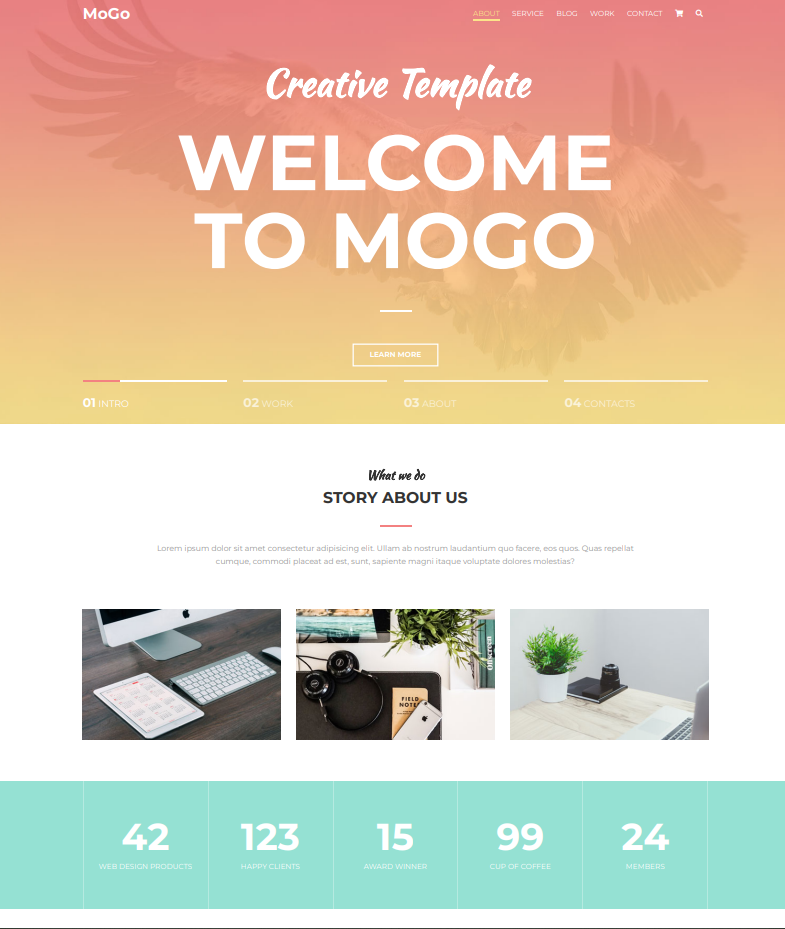 MoGo
ABOUT SERVICE BLOG WORK CONTACT
Creative Template
WELCOME
TO MOGO
LEARN MORE
01 INTRO
02 WORK
03 ABOUT
04 CONTACTS
What we do
STORY ABOUT US
Lorem ipsum dolor sit amet consectetur adipisicing elit. Ullam ab nostrum laudantium quo facere, eos quos. Quas repellat
cumque, commodi placeat ad est, sunt, sapiente magni itaque voluptate dolores molestias?
Offscreen
FIELD
NOTES
42
WEB DESIGN PRODUCTS
123
HAPPY CLIENTS
15
AWARD WINNER
99
CUP OF COFFEE
24
MEMBERS